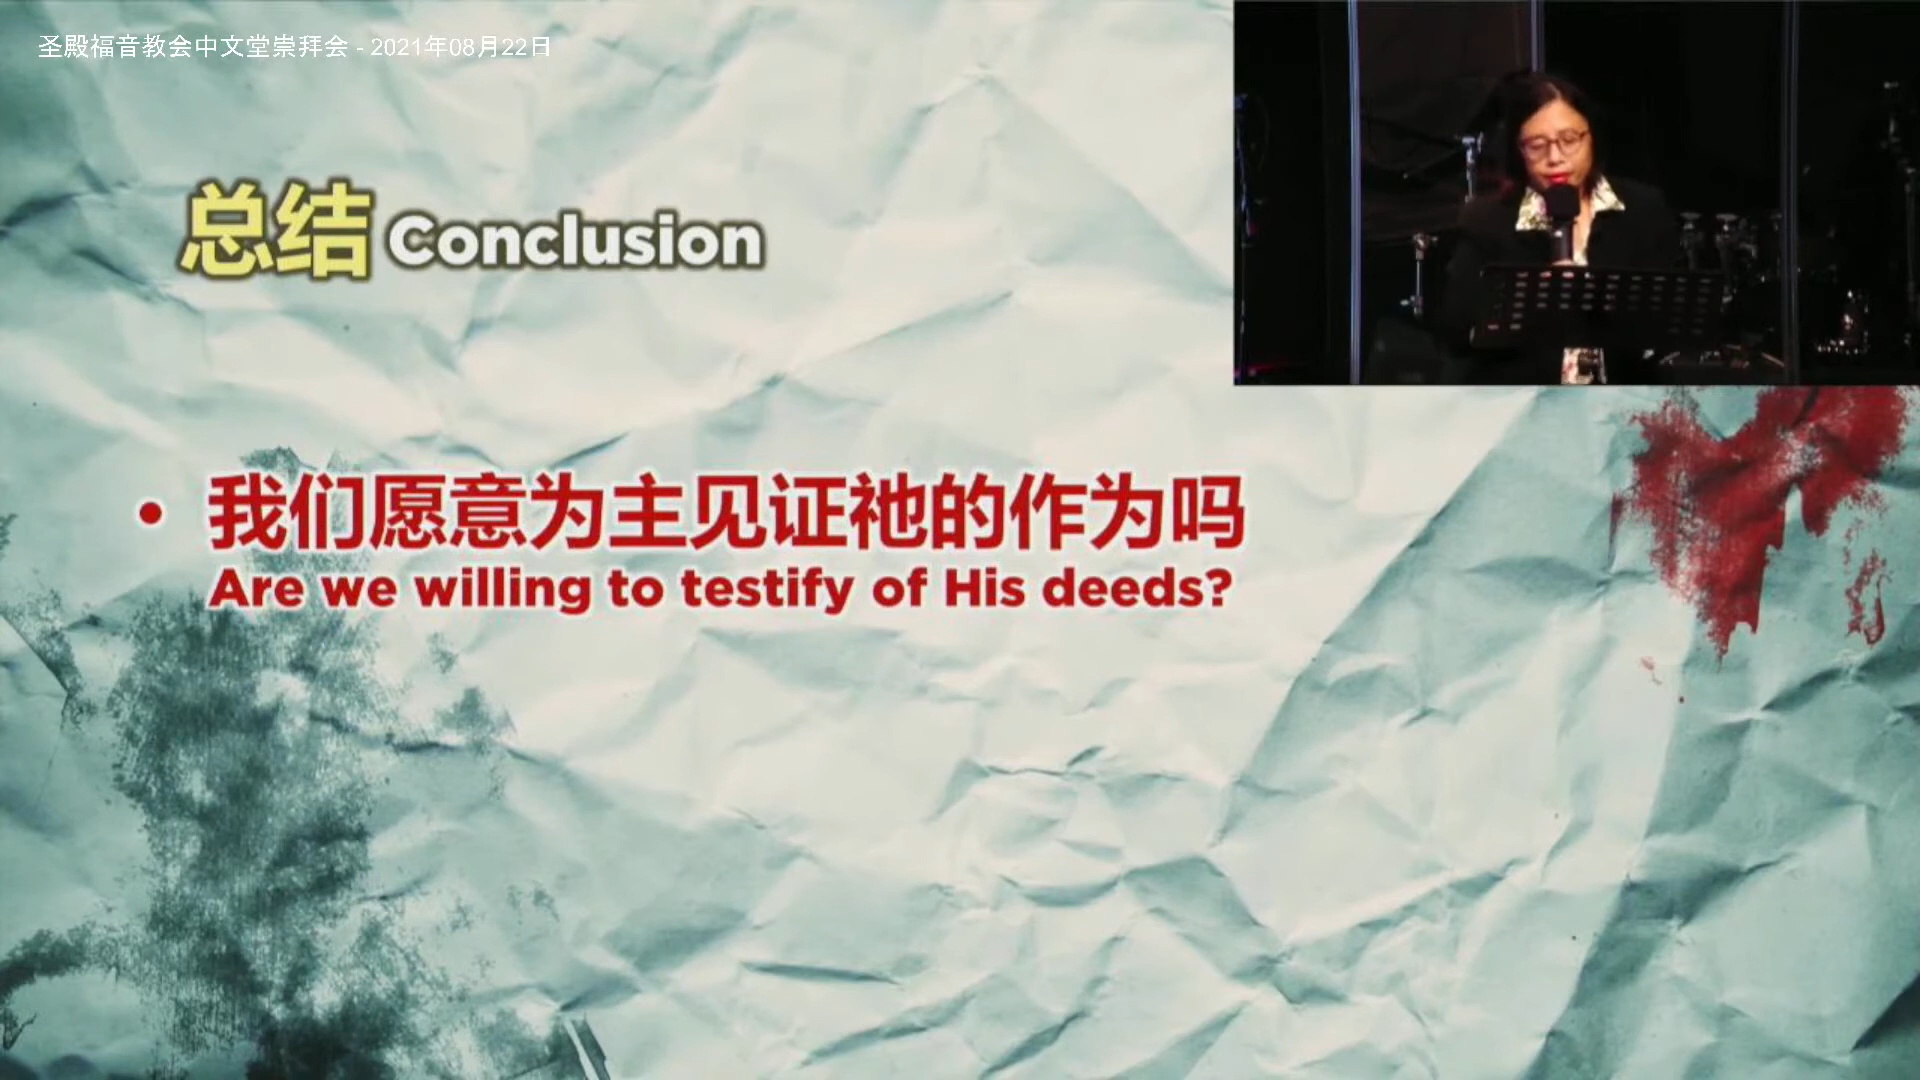 圣殿福音教会中文堂崇拜会 - 2021年08月22日
总结 Conclusion
• 我们愿意为主见证祂的作为吗
Are we willing to testify of His deeds?